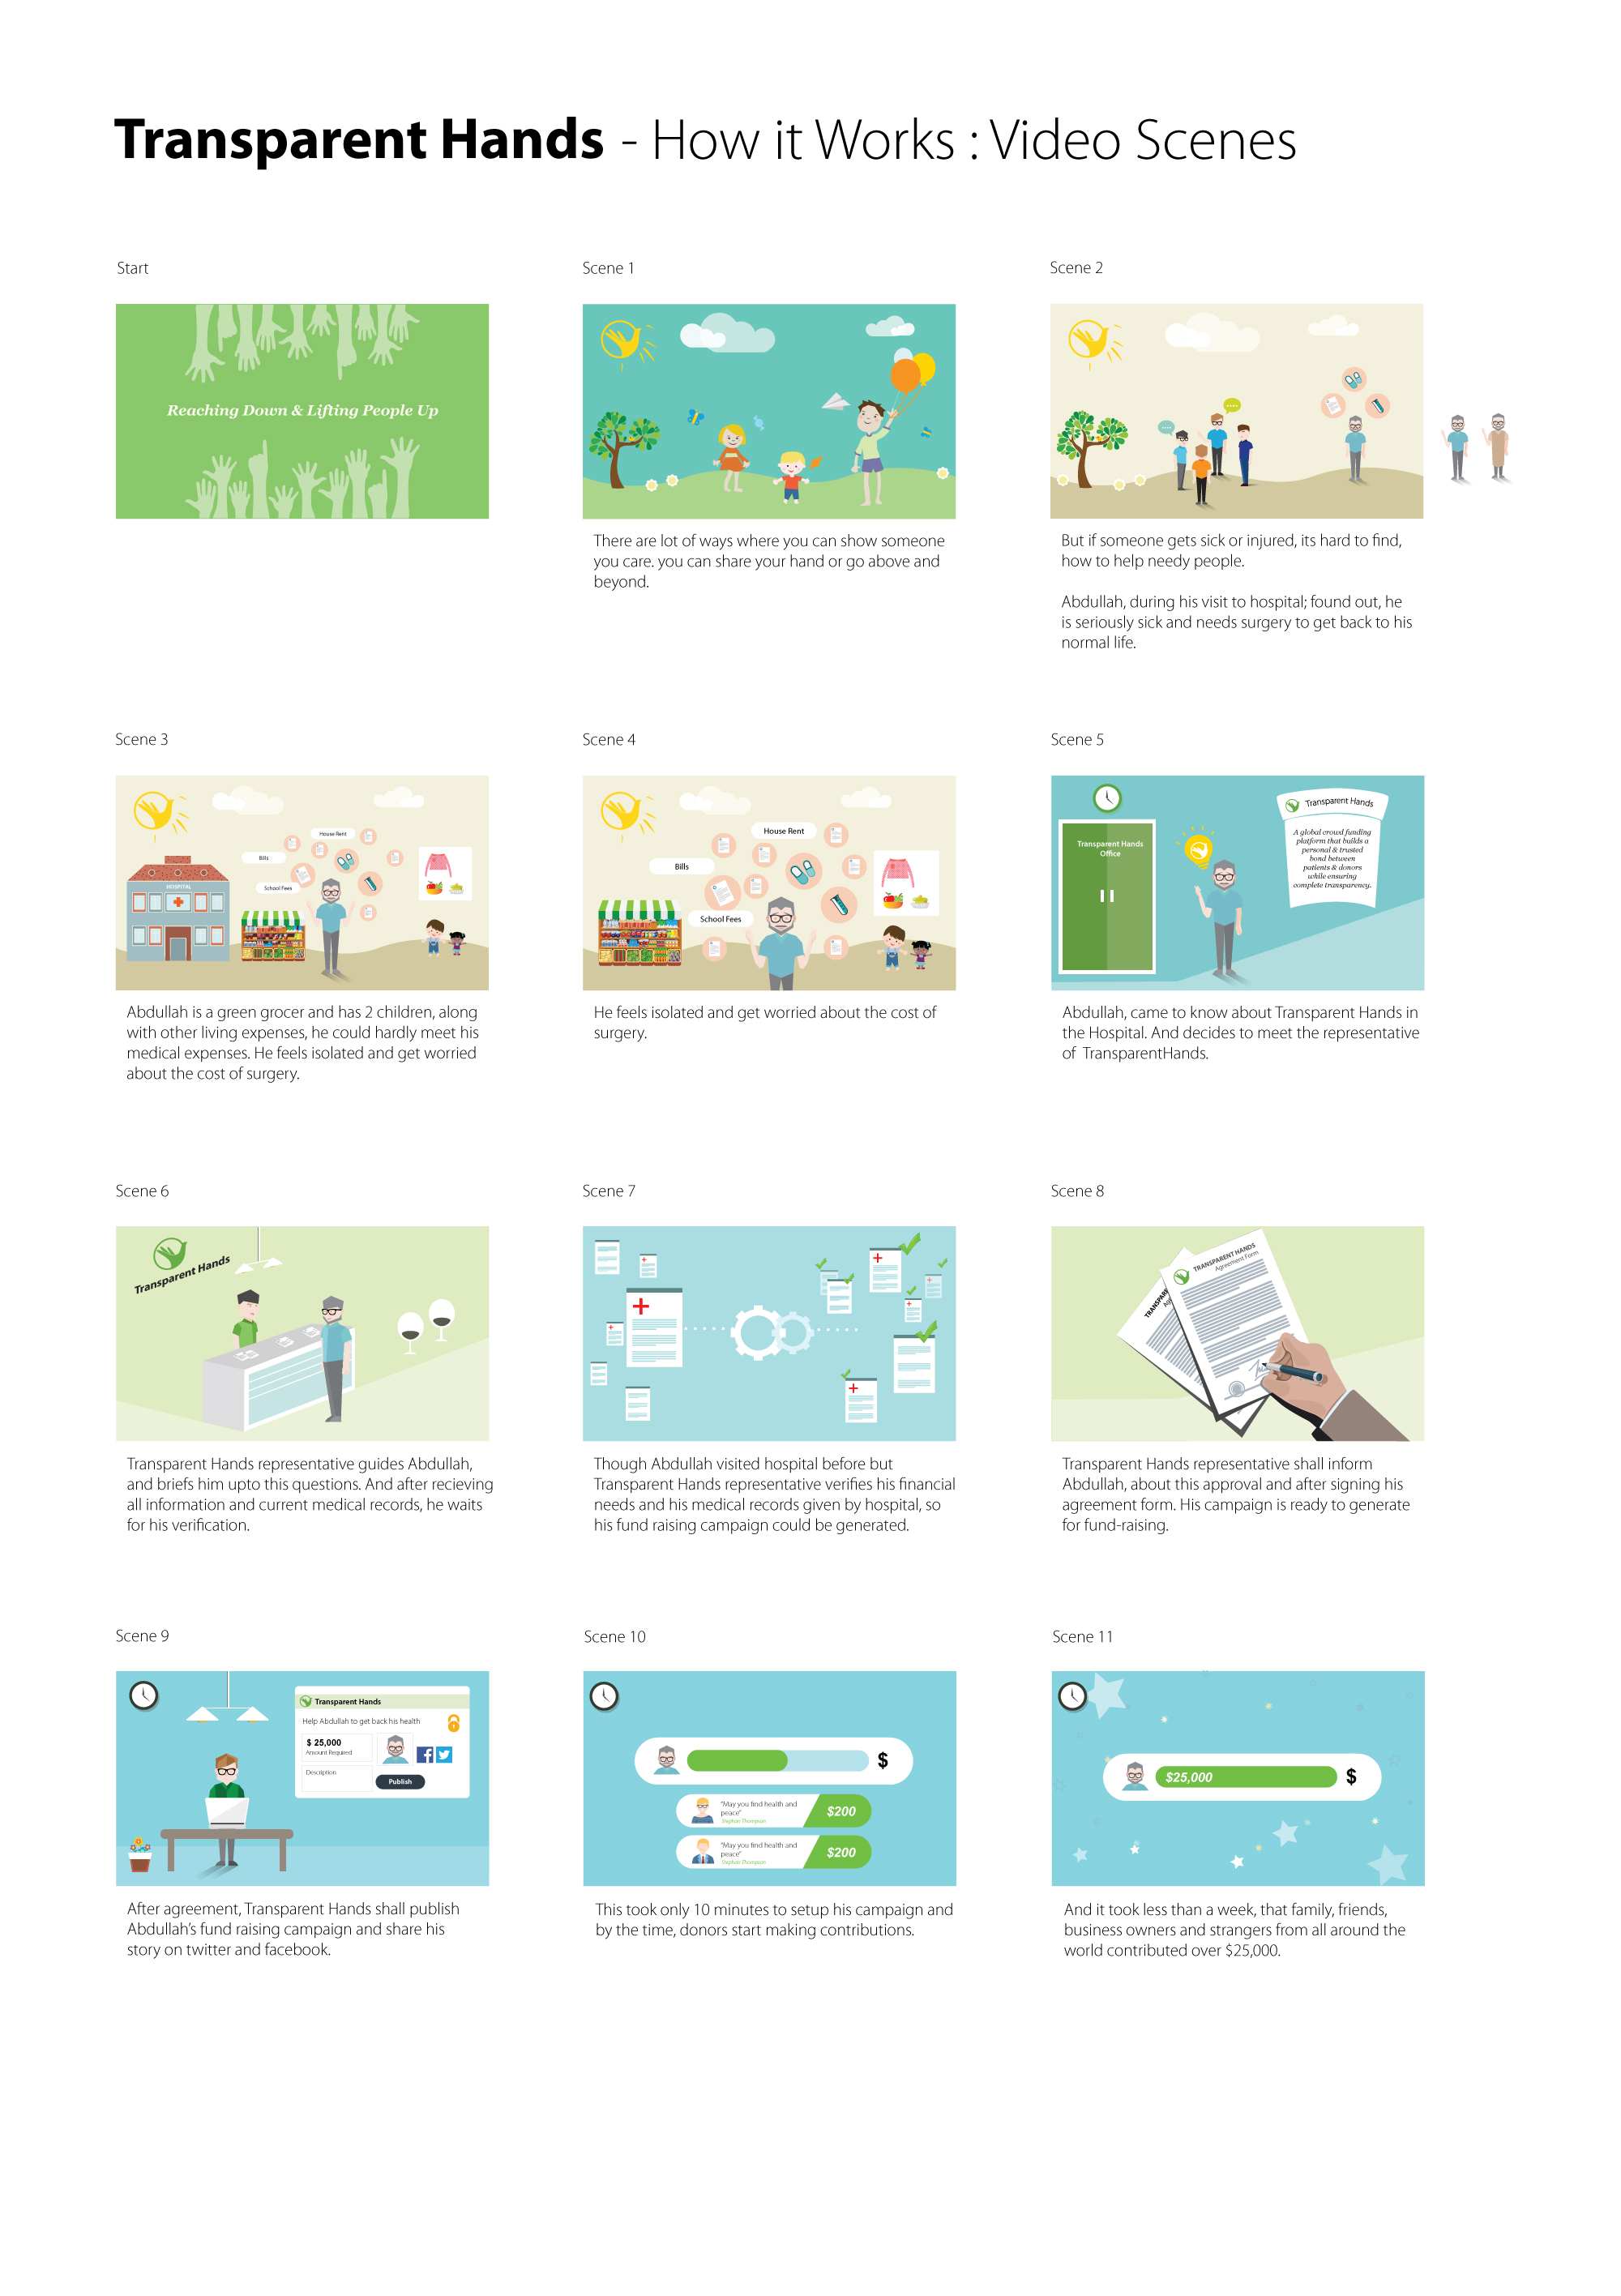 Transparent Hands - How it Works : Video Scenes
Start
Reaching Down & Lifting People Up
Scene 1
There are lot of ways where you can show someone
you care. you can share your hand or go above and
beyond.
Scene 2
But if someone gets sick or injured, its hard to find,
how to help needy people.
Abdullah, during his visit to hospital; found out, he
is seriously sick and needs surgery to get back to his
normal life.
Scene 3
House Rent
Bills
School Fees
HOSPITAL
Abdullah is a green grocer and has 2 children, along
with other living expenses, he could hardly meet his
medical expenses. He feels isolated and get worried
about the cost of surgery.
Scene 4
House Rent
Bills
School Fees
He feels isolated and get worried about the cost of
surgery.
Scene 5
Transparent Hands
Office
Transparent Hands
A global crowd funding
platform that builds a
personal & trusted
bond between
patients & donors
while ensuring
complete transparency.
Abdullah, came to know about Transparent Hands in
the Hospital. And decides to meet the representative
of TransparentHands.
Scene 6
Transparent Hands
Transparent Hands representative guides Abdullah,
and briefs him upto this questions. And after recieving
all information and current medical records, he waits
for his verification.
Scene 7
Though Abdullah visited hospital before but
Transparent Hands representative verifies his financial
needs and his medical records given by hospital, so
his fund raising campaign could be generated.
Scene 8
TRANSPARENT HANDS
Agreement Form
TRANSPAR
Ag
Transparent Hands representative shall inform
Abdullah, about this approval and after signing his
agreement form. His campaign is ready to generate
for fund-raising.
Scene 9
Transparent Hands
Help Abdullah to get back his health
$ 25,000
Amount Required
Description
Publish
After agreement, Transparent Hands shall publish
Abdullah's fund raising campaign and share his
story on twitter and facebook.
Scene 10
$
"May you find health and
peace"
Stephan Thompson
$200
"May you find health and
peace"
Stephan Thompson
$200
This took only 10 minutes to setup his campaign and
by the time, donors start making contributions.
Scene 11
$25,000
$
And it took less than a week, that family, friends,
business owners and strangers from all around the
world contributed over $25,000.